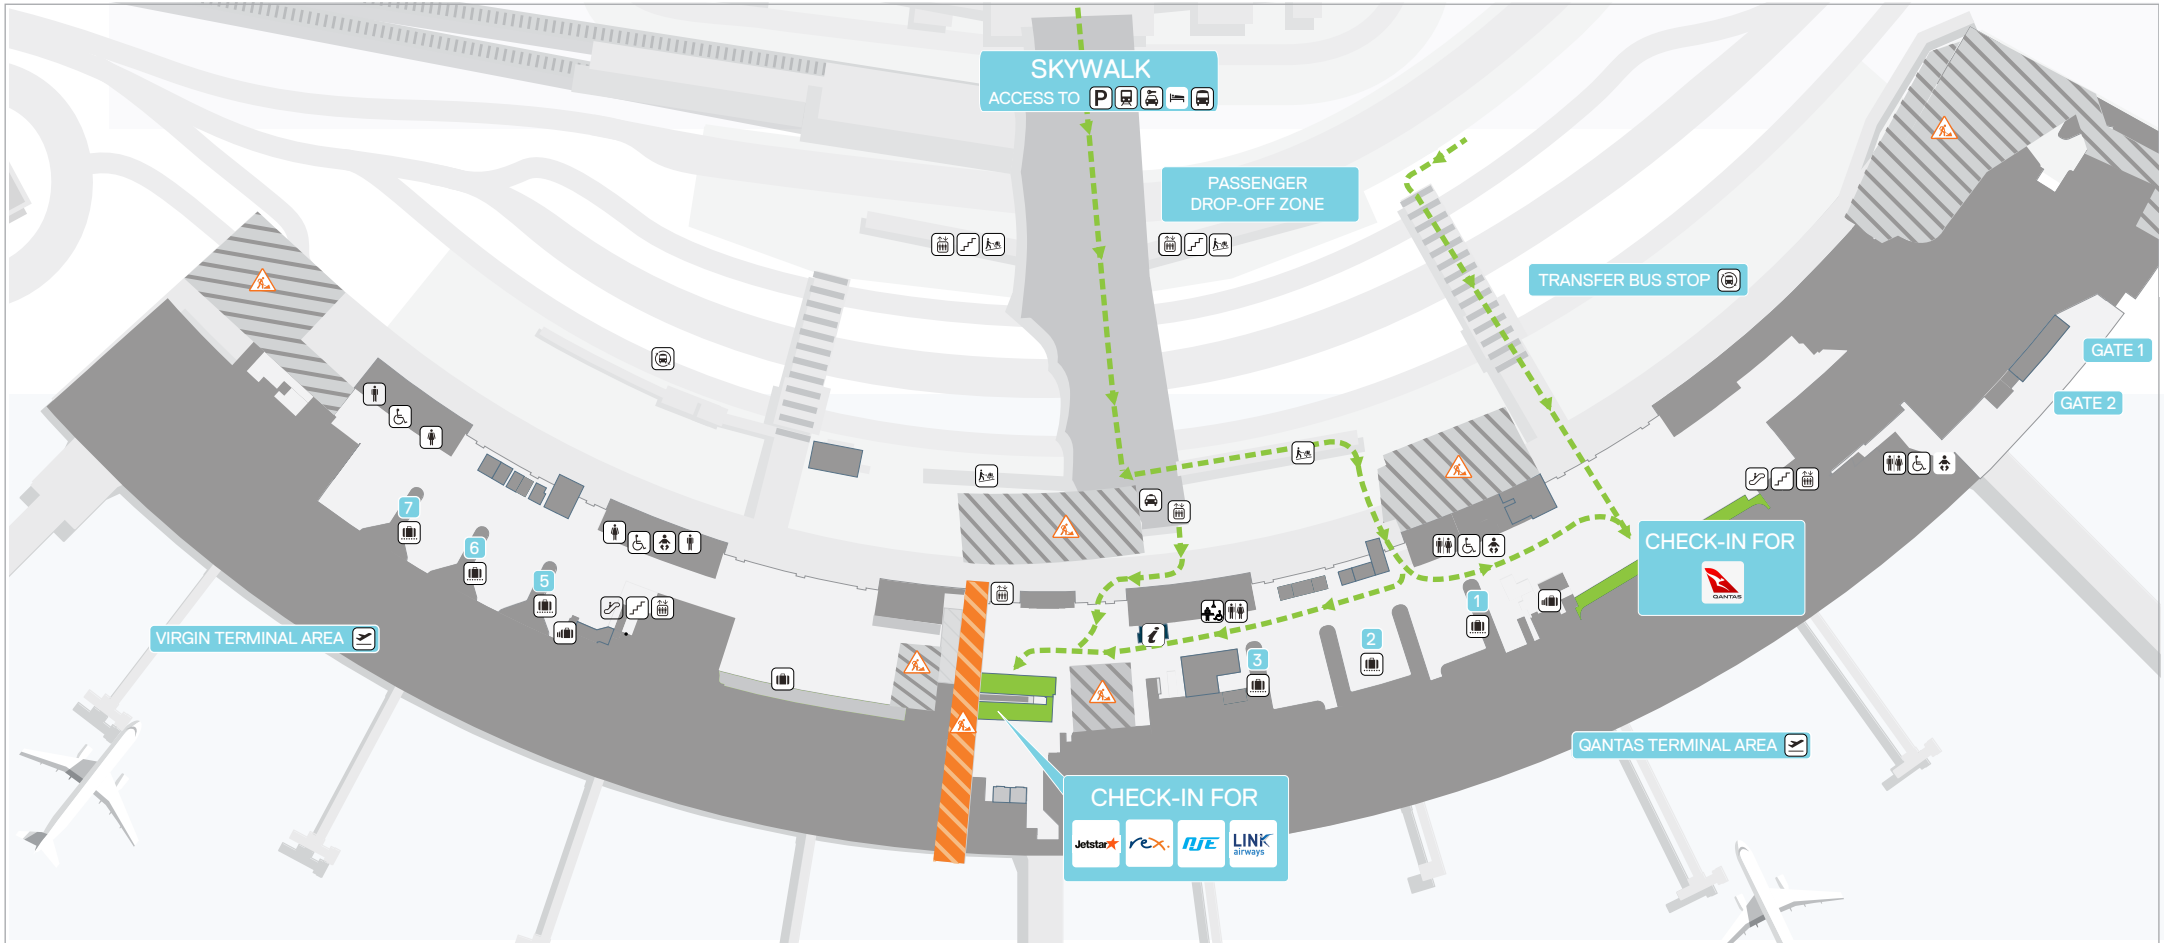 SKYWALK
ACCESS TO P
PASSENGER
DROP-OFF ZONE
TRANSFER BUS STOP
GATE 1
GATE 2
7
6
5
VIRGIN TERMINAL AREA
CHECK-IN FOR
QANTAS
1
2
3
i
QANTAS TERMINAL AREA
CHECK-IN FOR
Jetstar
rex.
NJE
LINK
airways